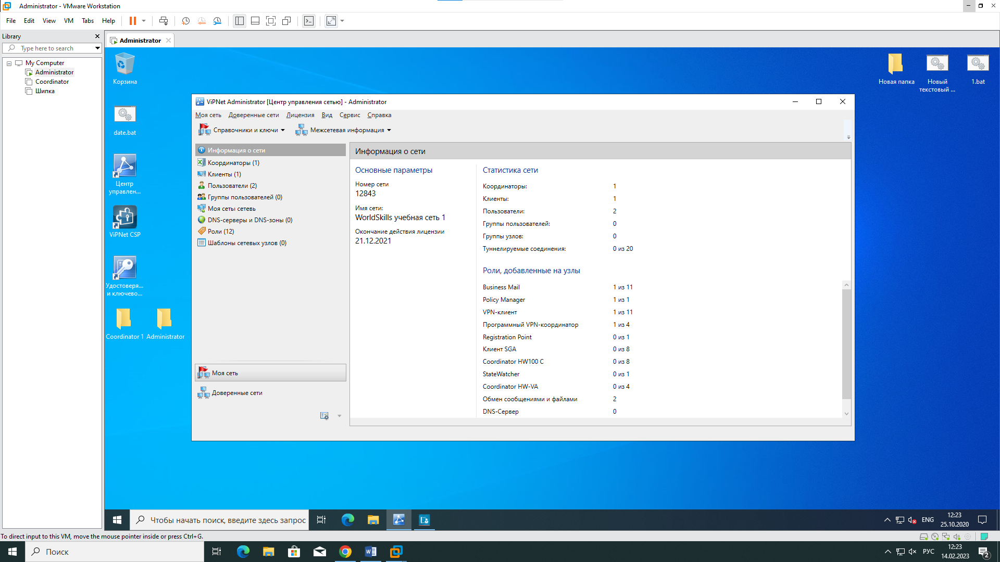 Administrator - VMware Workstation
File Edit View VM Tabs Help
Library
Type here to search
My Computer
Administrator
Coordinator
Шипка
Administrator
Корзина
date.bat
Центр
управлен...
ViPNet CSP
Удостоверя...
и ключево...
Coordinator 1
Administrator
Новая папка
Новый
текстовый ...
1.bat
ViPNet Administrator [Центр управления сетью] - Administrator
Моя сеть Доверенные сети Лицензия Вид Сервис Справка
Справочники и ключи Межсетевая информация
Информация о сети
Координаторы (1)
Клиенты (1)
Пользователи (2)
Группы пользователей (0)
Моя сеты сетевь
DNS-серверы и DNS-зоны (0)
Роли (12)
Шаблоны сетевых узлов (0)
Моя сеть
Доверенные сети
Информация о сети
Основные параметры
Номер сети
12843
Имя сети:
WorldSkills учебная сеть 1
Окончание действия лицензии
21.12.2021
Статистика сети
Координаторы: 1
Клиенты: 1
Пользователи: 2
Группы пользователей: 0
Группы узлов: 0
Туннелируемые соединения: 0 из 20
Роли, добавленные на узлы
Business Mail 1 из 11
Policy Manager 1 из 1
VPN-клиент 1 из 11
Программный VPN-координатор 1 из 4
Registration Point 0 из 1
Клиент SGA 0 из 8
Coordinator HW100 C 0 из 8
StateWatcher 0 из 1
Coordinator HW-VA 0 из 4
Обмен сообщениями и файлами 2
DNS-Сервер 0
Чтобы начать поиск, введите здесь запрос
ENG
12:23
25.10.2020
To direct input to this VM, move the mouse pointer inside or press Ctrl+G.
Поиск
РУС
12:23
14.02.2023
2